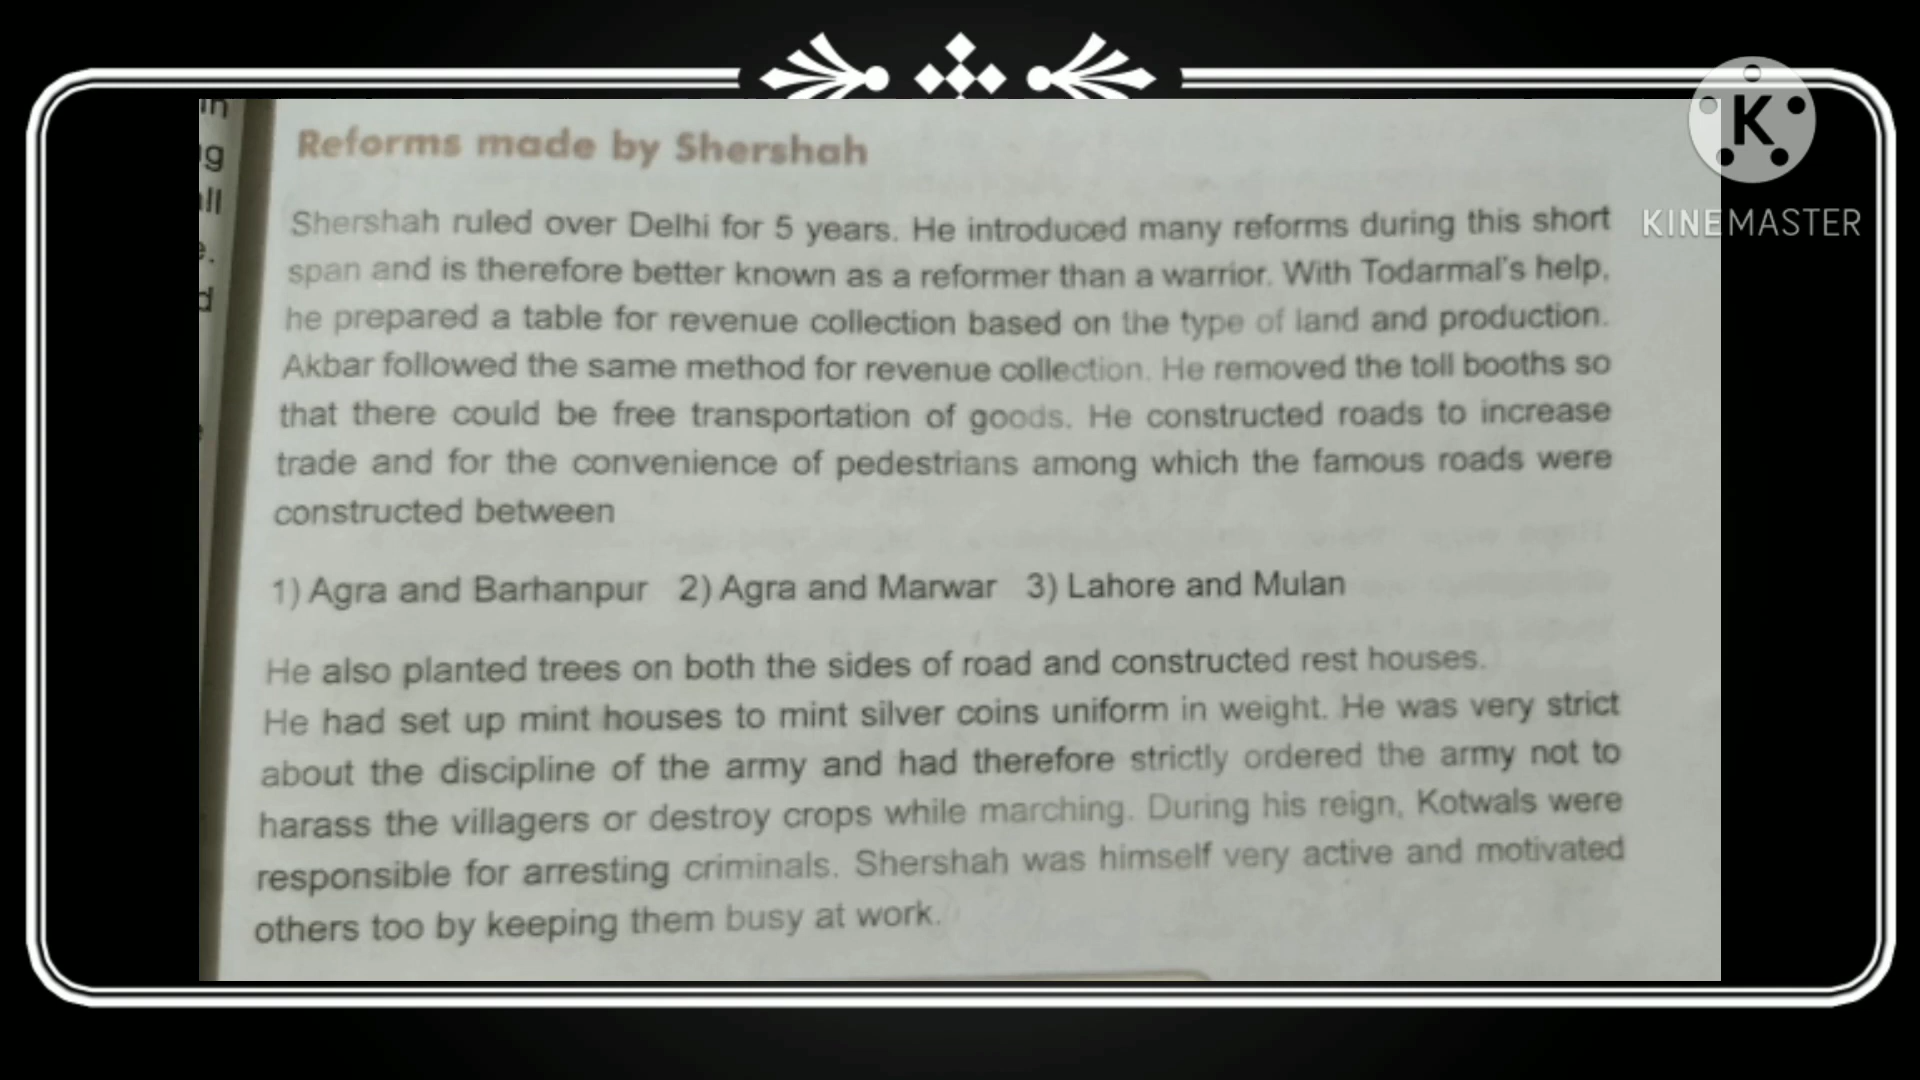 in
g
all
e.
d
Reforms made by Shershah
Shershah ruled over Delhi for 5 years. He introduced many reforms during this short
span and is therefore better known as a reformer than a warrior. With Todarmal's help,
he prepared a table for revenue collection based on the type of land and production.
Akbar followed the same method for revenue collection. He removed the toll booths so
that there could be free transportation of goods. He constructed roads to increase
trade and for the convenience of pedestrians among which the famous roads were
constructed between
1) Agra and Barhanpur 2) Agra and Marwar 3) Lahore and Mulan
He also planted trees on both the sides of road and constructed rest houses.
He had set up mint houses to mint silver coins uniform in weight. He was very strict
about the discipline of the army and had therefore strictly ordered the army not to
harass the villagers or destroy crops while marching. During his reign, Kotwals were
responsible for arresting criminals. Shershah was himself very active and motivated
others too by keeping them busy at work.
K
KINEMASTER